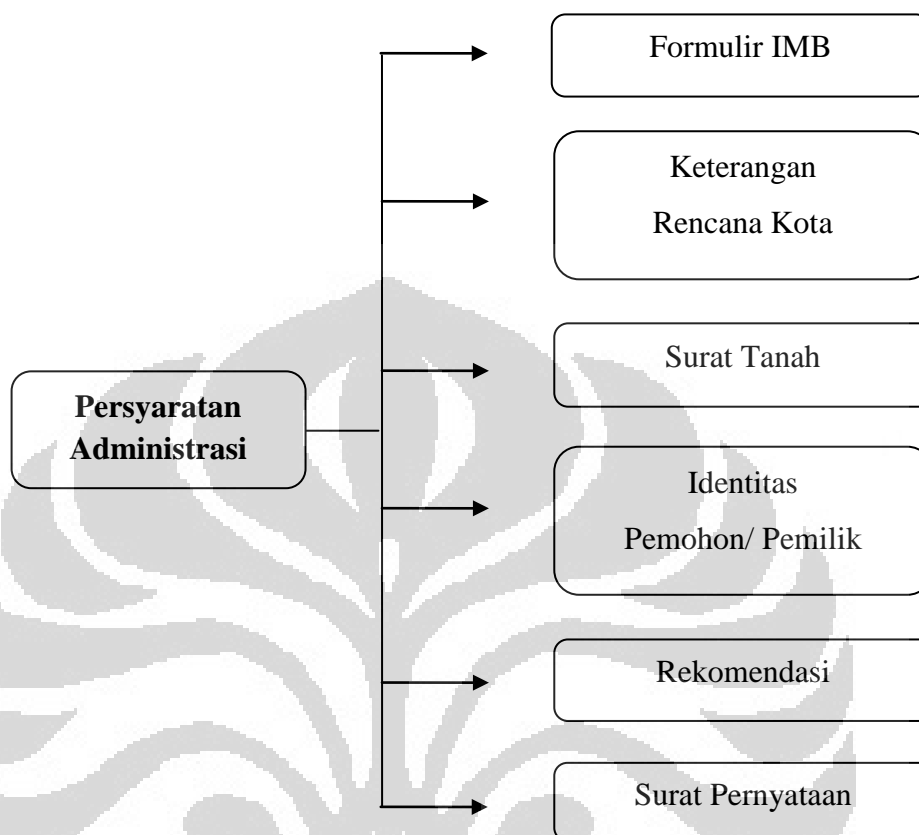 Formulir IMB
Keterangan
Rencana Kota
Surat Tanah
Persyaratan
Administrasi
Identitas
Pemohon/ Pemilik
Rekomendasi
Surat Pernyataan